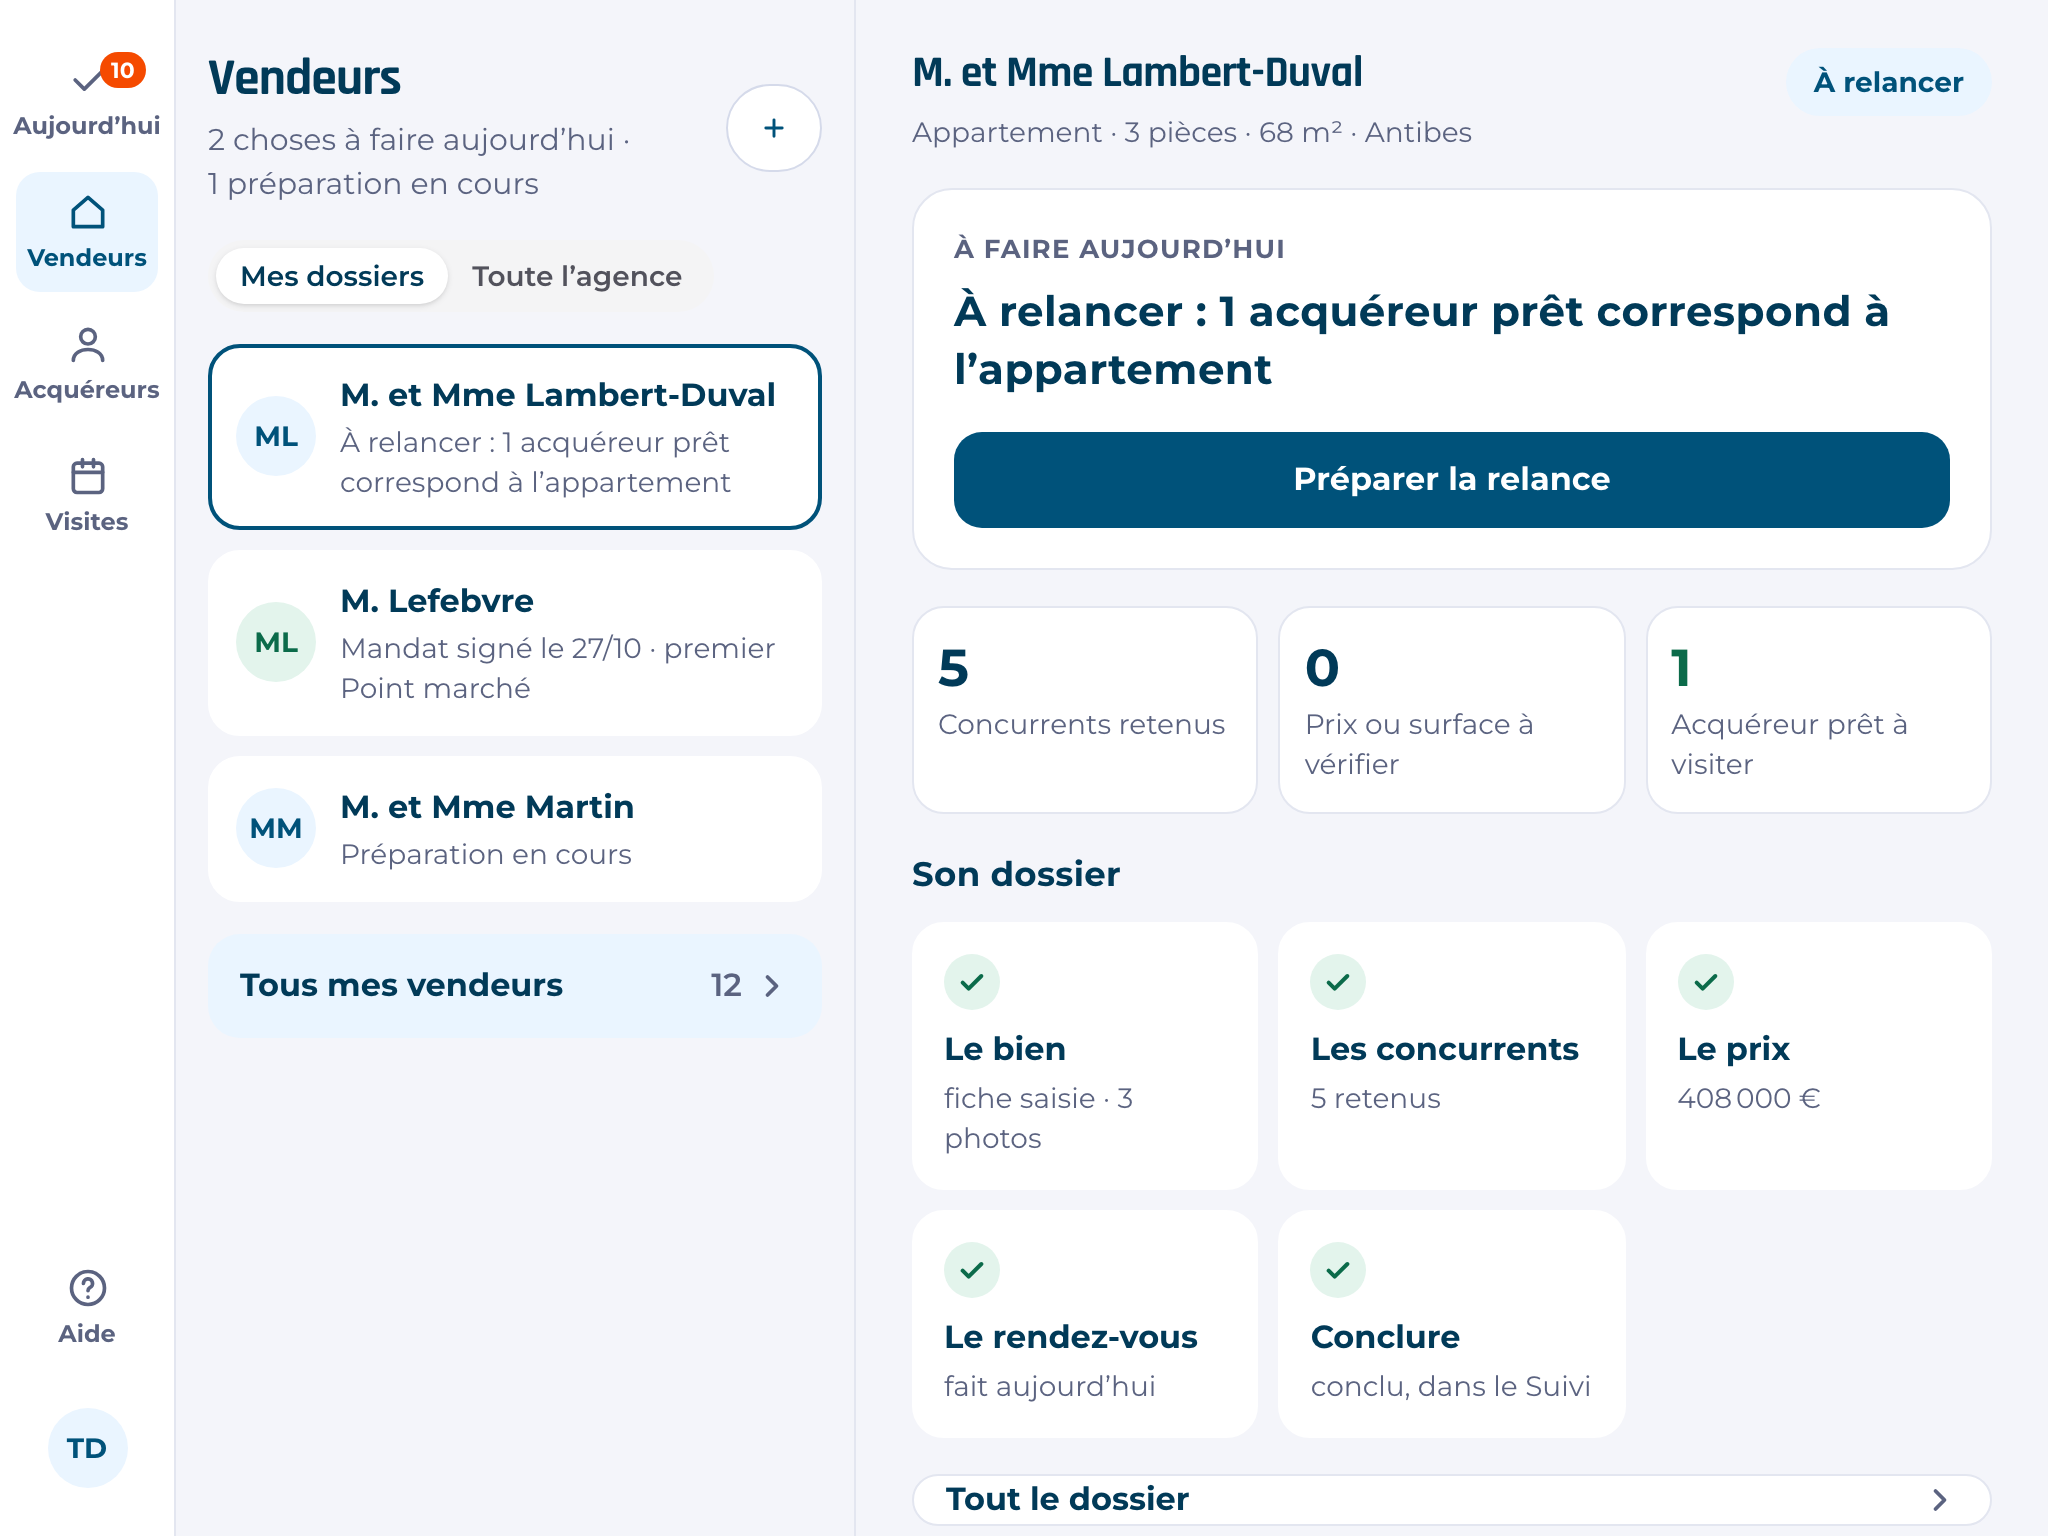 10
Aujourd’hui
Vendeurs
Acquéreurs
Visites
Aide
TD
Vendeurs
2 choses à faire aujourd’hui ·
1 préparation en cours
+
Mes dossiers
Toute l’agence
ML
M. et Mme Lambert-Duval
À relancer : 1 acquéreur prêt
correspond à l’appartement
ML
M. Lefebvre
Mandat signé le 27/10 · premier
Point marché
MM
M. et Mme Martin
Préparation en cours
Tous mes vendeurs 12
M. et Mme Lambert-Duval
Appartement · 3 pièces · 68 m² · Antibes
À relancer
À FAIRE AUJOURD’HUI
À relancer : 1 acquéreur prêt correspond à
l’appartement
Préparer la relance
5
Concurrents retenus
0
Prix ou surface à
vérifier
1
Acquéreur prêt à
visiter
Son dossier
Le bien
fiche saisie · 3
photos
Les concurrents
5 retenus
Le prix
408 000 €
Le rendez-vous
fait aujourd’hui
Conclure
conclu, dans le Suivi
Tout le dossier